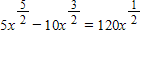 5x^{5/2} − 10x^{3/2} = 120x^{1/2}